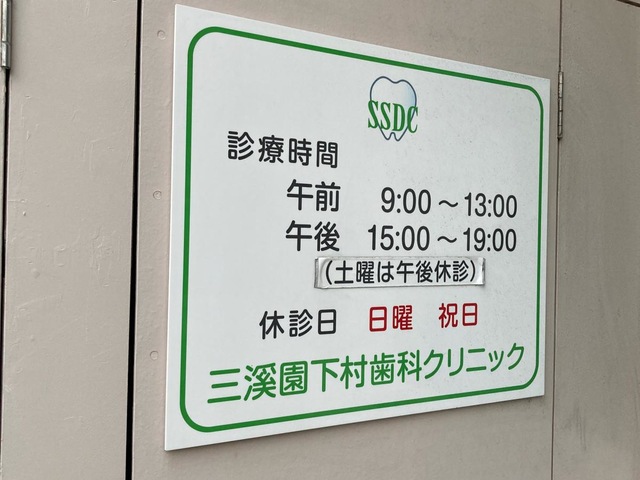 SSDC
診療時間
午前 9:00～13:00
午後 15:00～19:00
（土曜は午後休診）
休診日 日曜 祝日
三溪園下村歯科クリニック